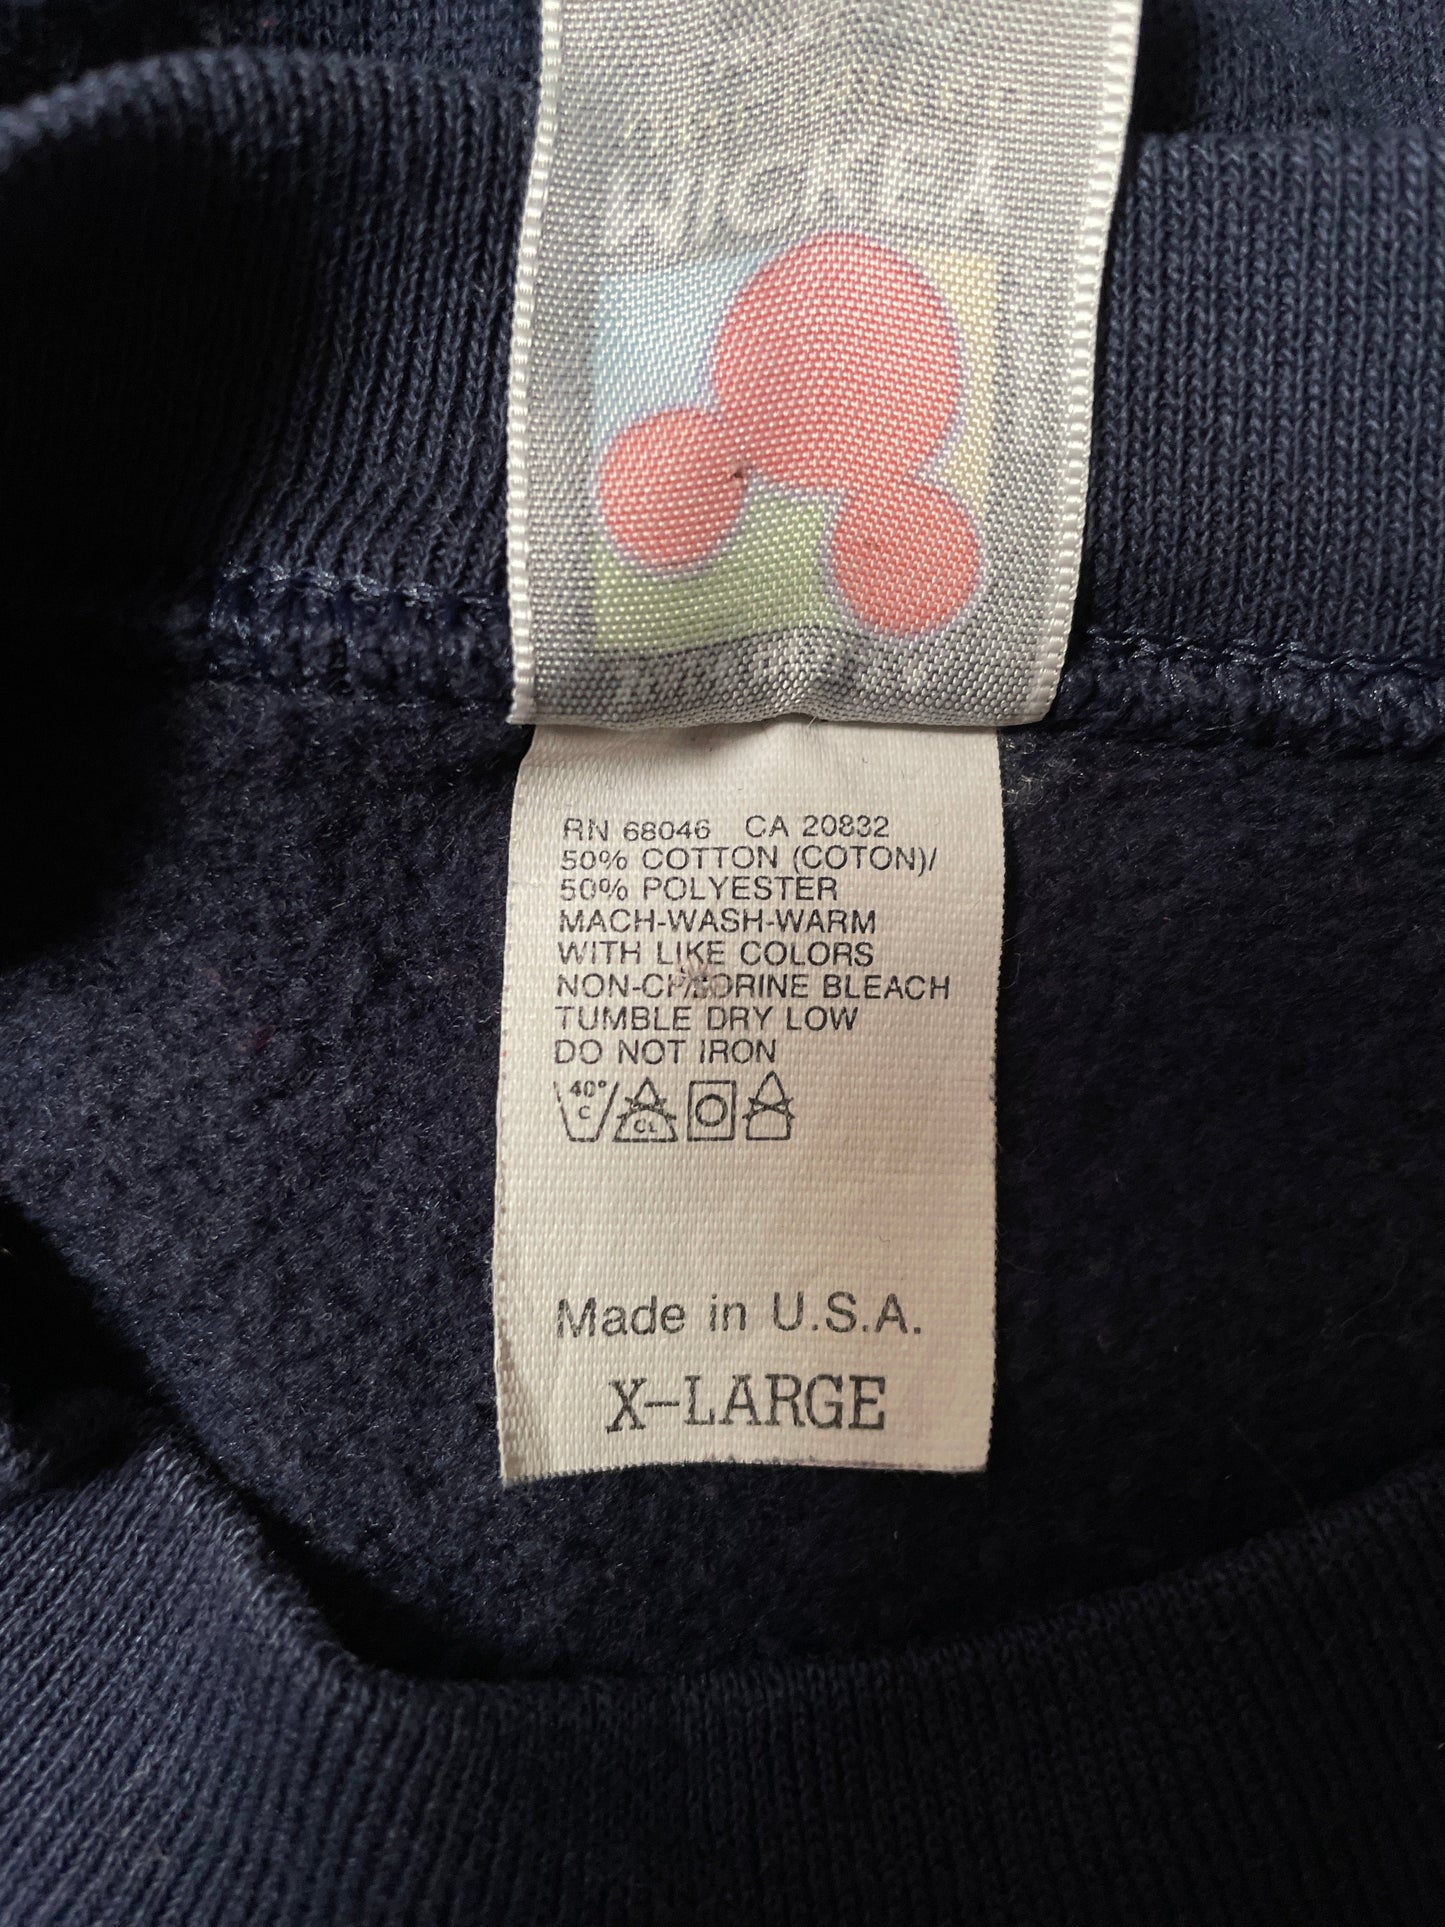 RN 68046 CA 20832
50% COTTON (COTON)/
50% POLYESTER
MACH-WASH-WARM
WITH LIKE COLORS
NON-CHLORINE BLEACH
TUMBLE DRY LOW
DO NOT IRON
40°
C
CL
Made in U.S.A.
X-LARGE